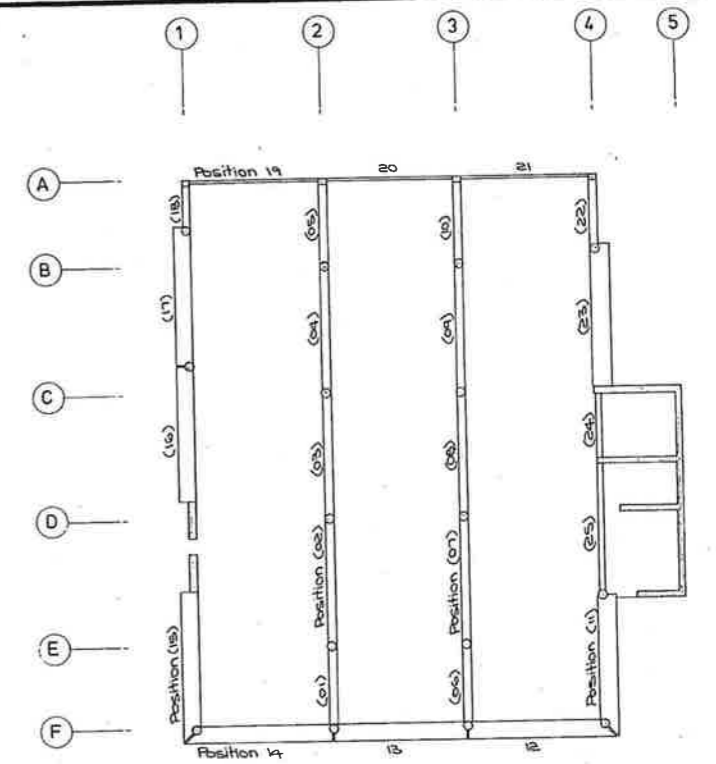 1 2 3 4 5
A
B
C
D
E
F
Position 19 20 21
(18) (05) (10) (22)
(17) (04) (09) (23)
(16) (03) (08) (24)
Position (02) Position (07) (25)
Position (15) (01) (06) Position (11)
Position 14 13 12